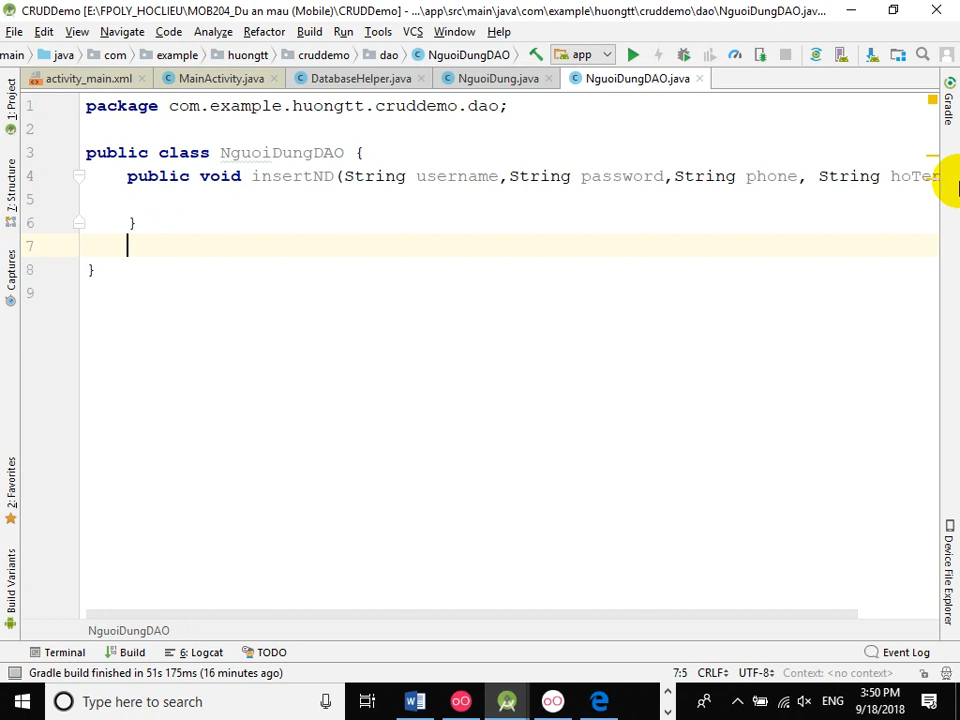 CRUDDemo [E:\FPOLY_HOCLIEU\MOB204_Du an mau (Mobile)\CRUDDemo] - ...\app\src\main\java\com\example\huongtt\cruddemo\dao\NguoiDungDAO.jav...
File Edit View Navigate Code Analyze Refactor Build Run Tools VCS Window Help
main java com example huongtt cruddemo dao NguoiDungDAO app
activity_main.xml MainActivity.java DatabaseHelper.java NguoiDung.java NguoiDungDAO.java
1 package com.example.huongtt.cruddemo.dao;
2
3 public class NguoiDungDAO {
4 public void insertND(String username,String password,String phone, String hoTen
5
6 }
7
8 }
9
1: Project
7: Structure
Captures
2: Favorites
Build Variants
Gradle
Device File Explorer
NguoiDungDAO
Terminal Build 6: Logcat TODO Event Log
Gradle build finished in 51s 175ms (16 minutes ago) 7:5 CRLF UTF-8 Context: <no context>
Type here to search ENG 3:50 PM
9/18/2018